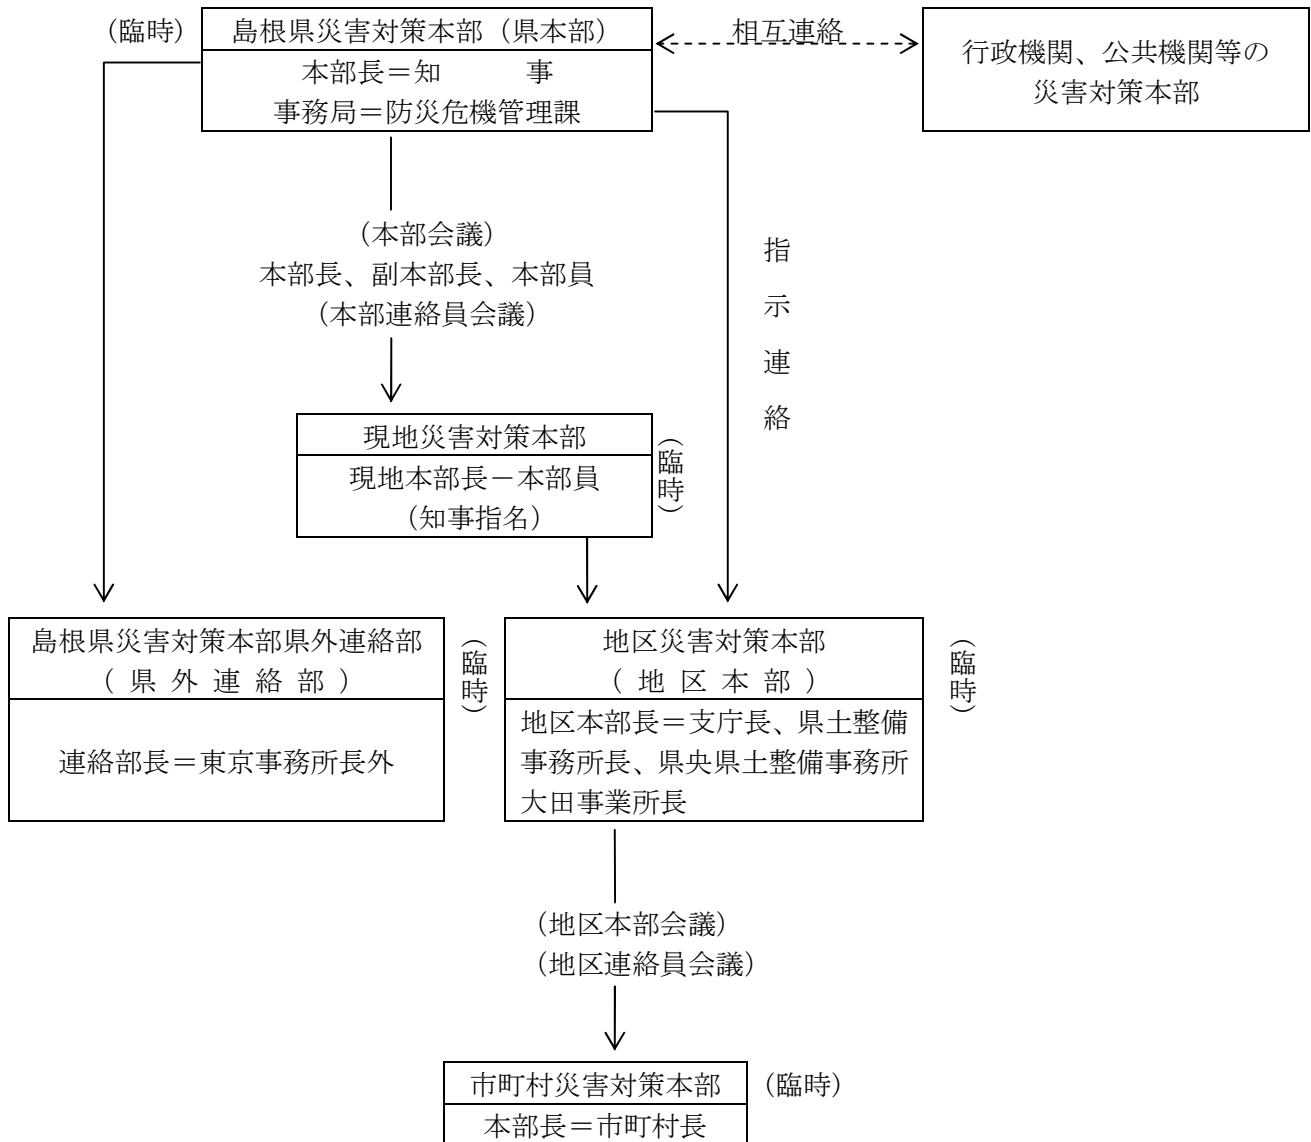 （臨時）
島根県災害対策本部（県本部）
本部長＝知　　　事
事務局＝防災危機管理課
相互連絡
行政機関、公共機関等の
災害対策本部
（本部会議）
本部長、副本部長、本部員
（本部連絡員会議）
指示連絡
現地災害対策本部
現地本部長－本部員
（知事指名）
（臨時）
島根県災害対策本部県外連絡部
（ 県 外 連 絡 部 ）
連絡部長＝東京事務所長外
（臨時）
地区災害対策本部
（ 地 区 本 部 ）
地区本部長＝支庁長、県土整備
事務所長、県央県土整備事務所
大田事業所長
（臨時）
（地区本部会議）
（地区連絡員会議）
市町村災害対策本部
本部長＝市町村長
（臨時）